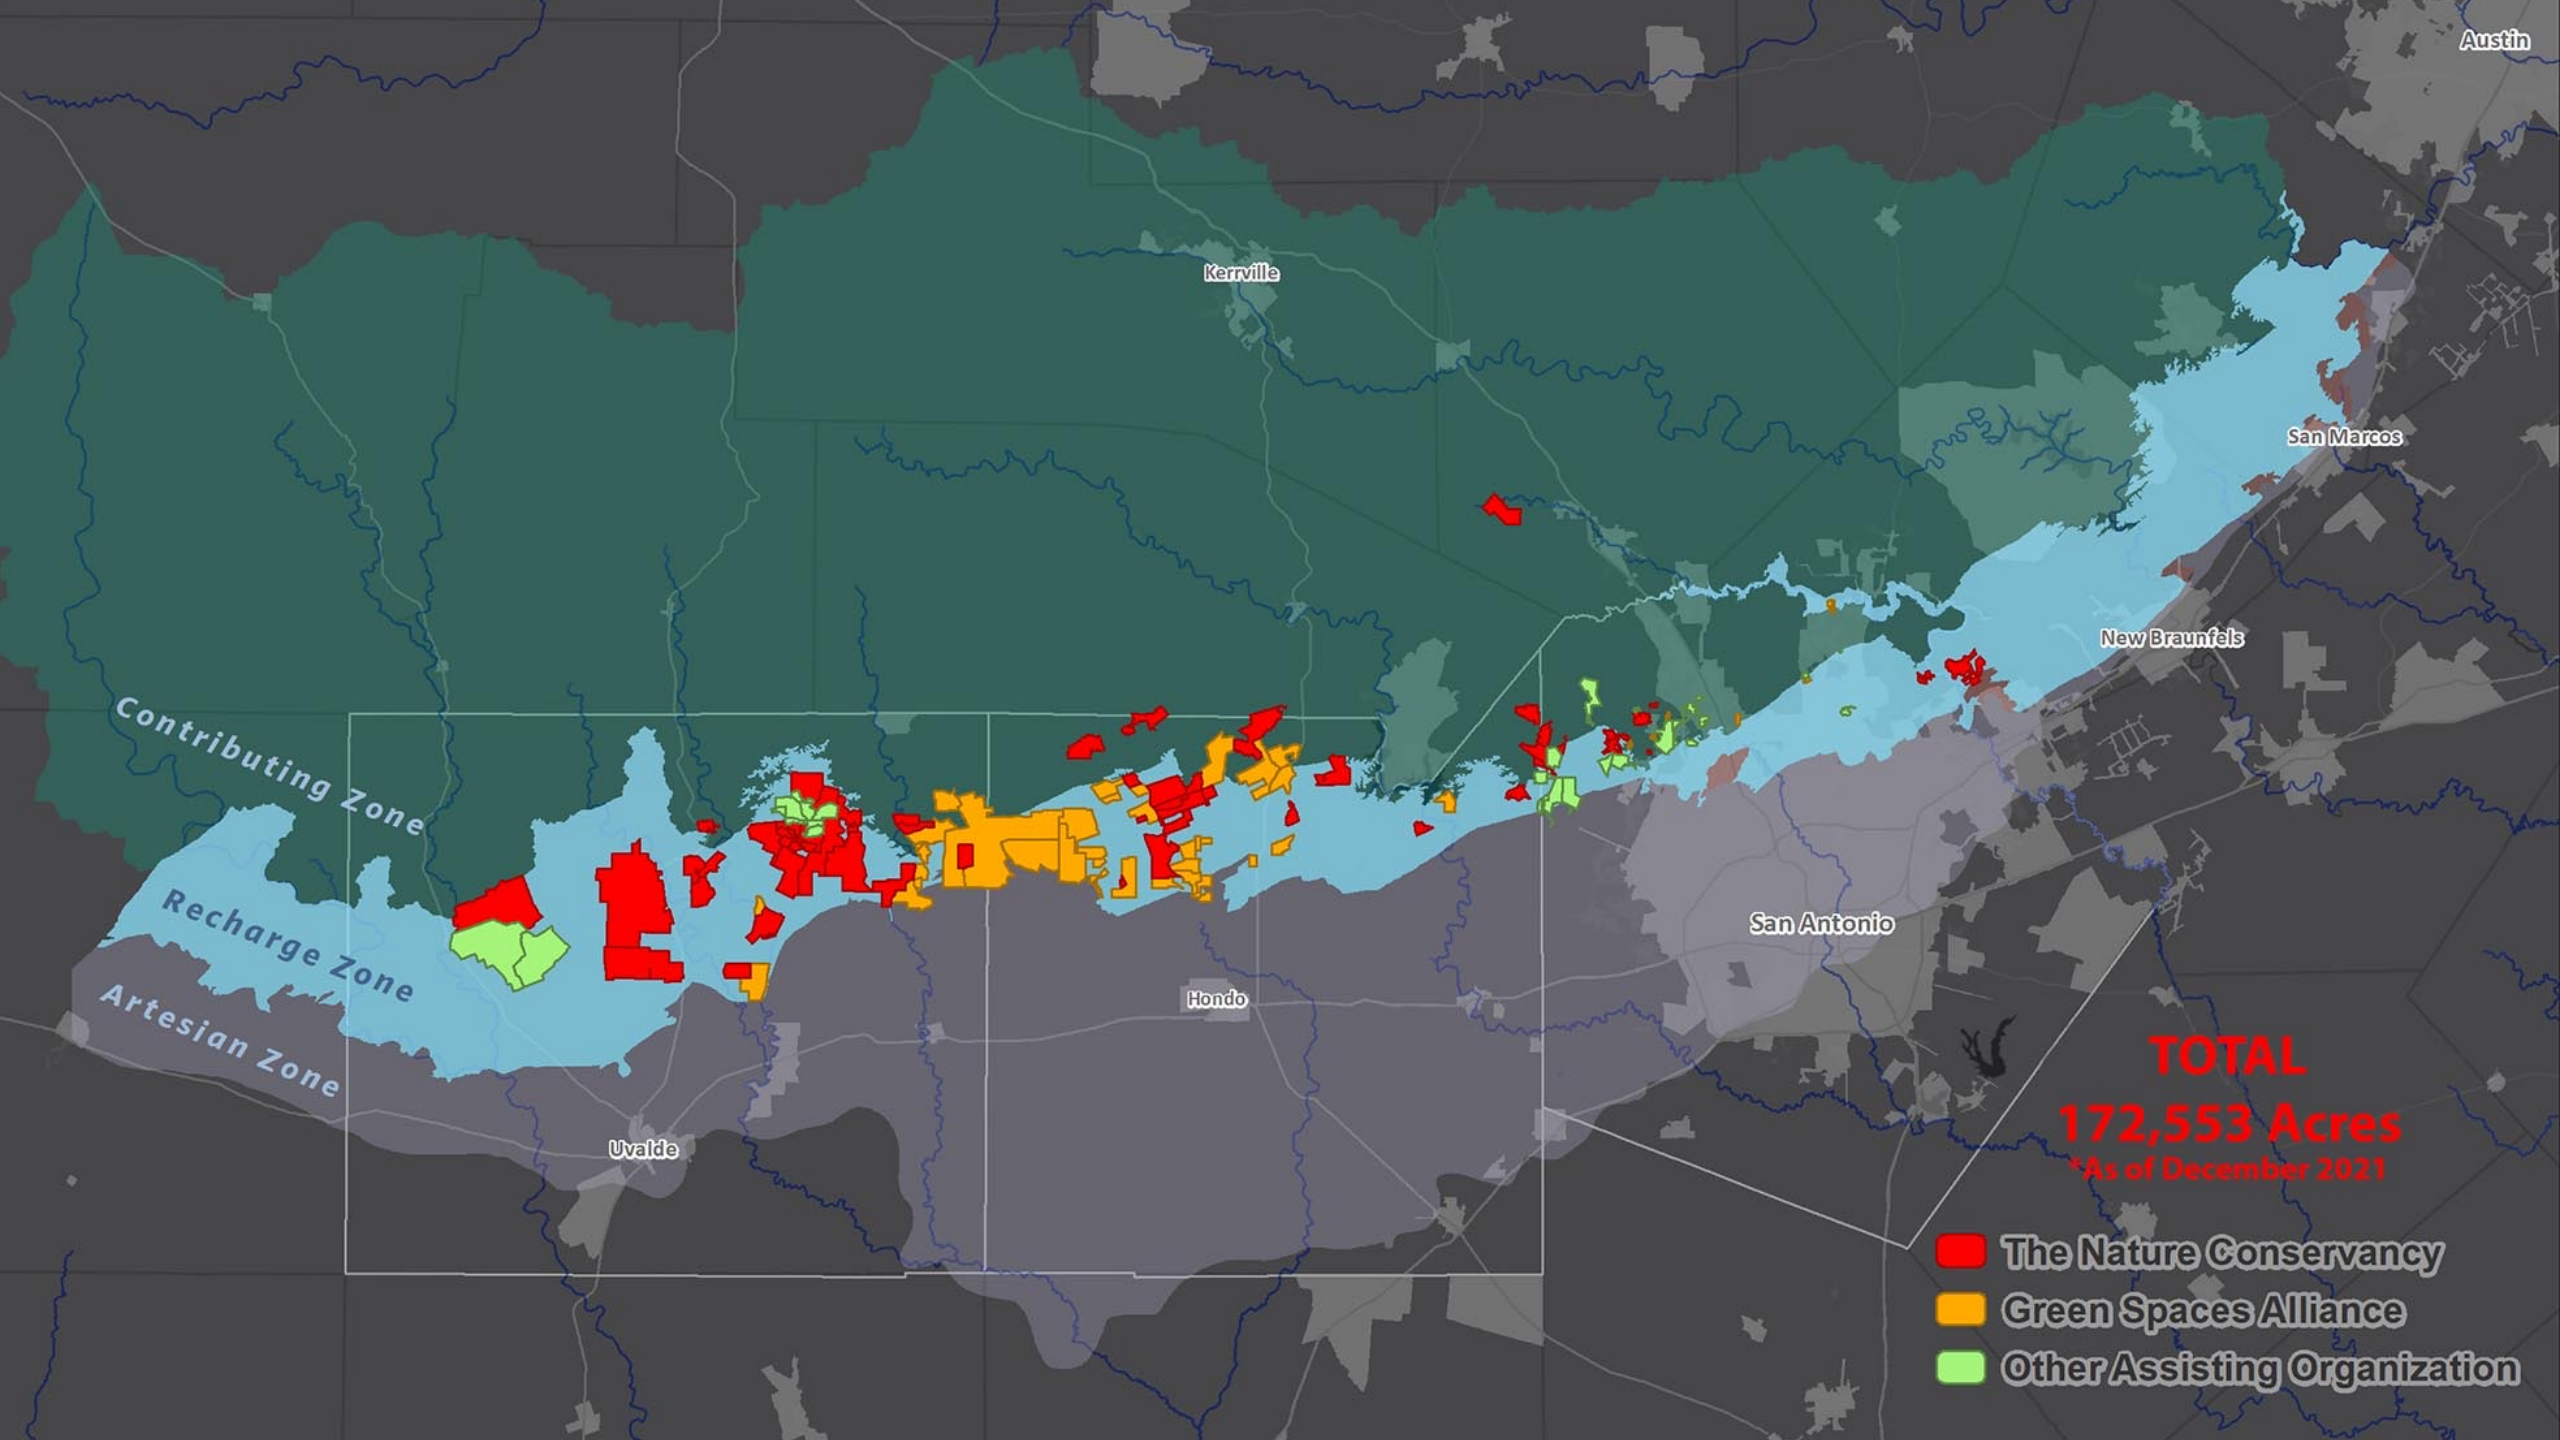 Austin
Kerrville
San Marcos
New Braunfels
Contributing Zone
Recharge Zone
San Antonio
Artesian Zone
Hondo
Uvalde
TOTAL
172,553 Acres
*As of December 2021
The Nature Conservancy
Green Spaces Alliance
Other Assisting Organization